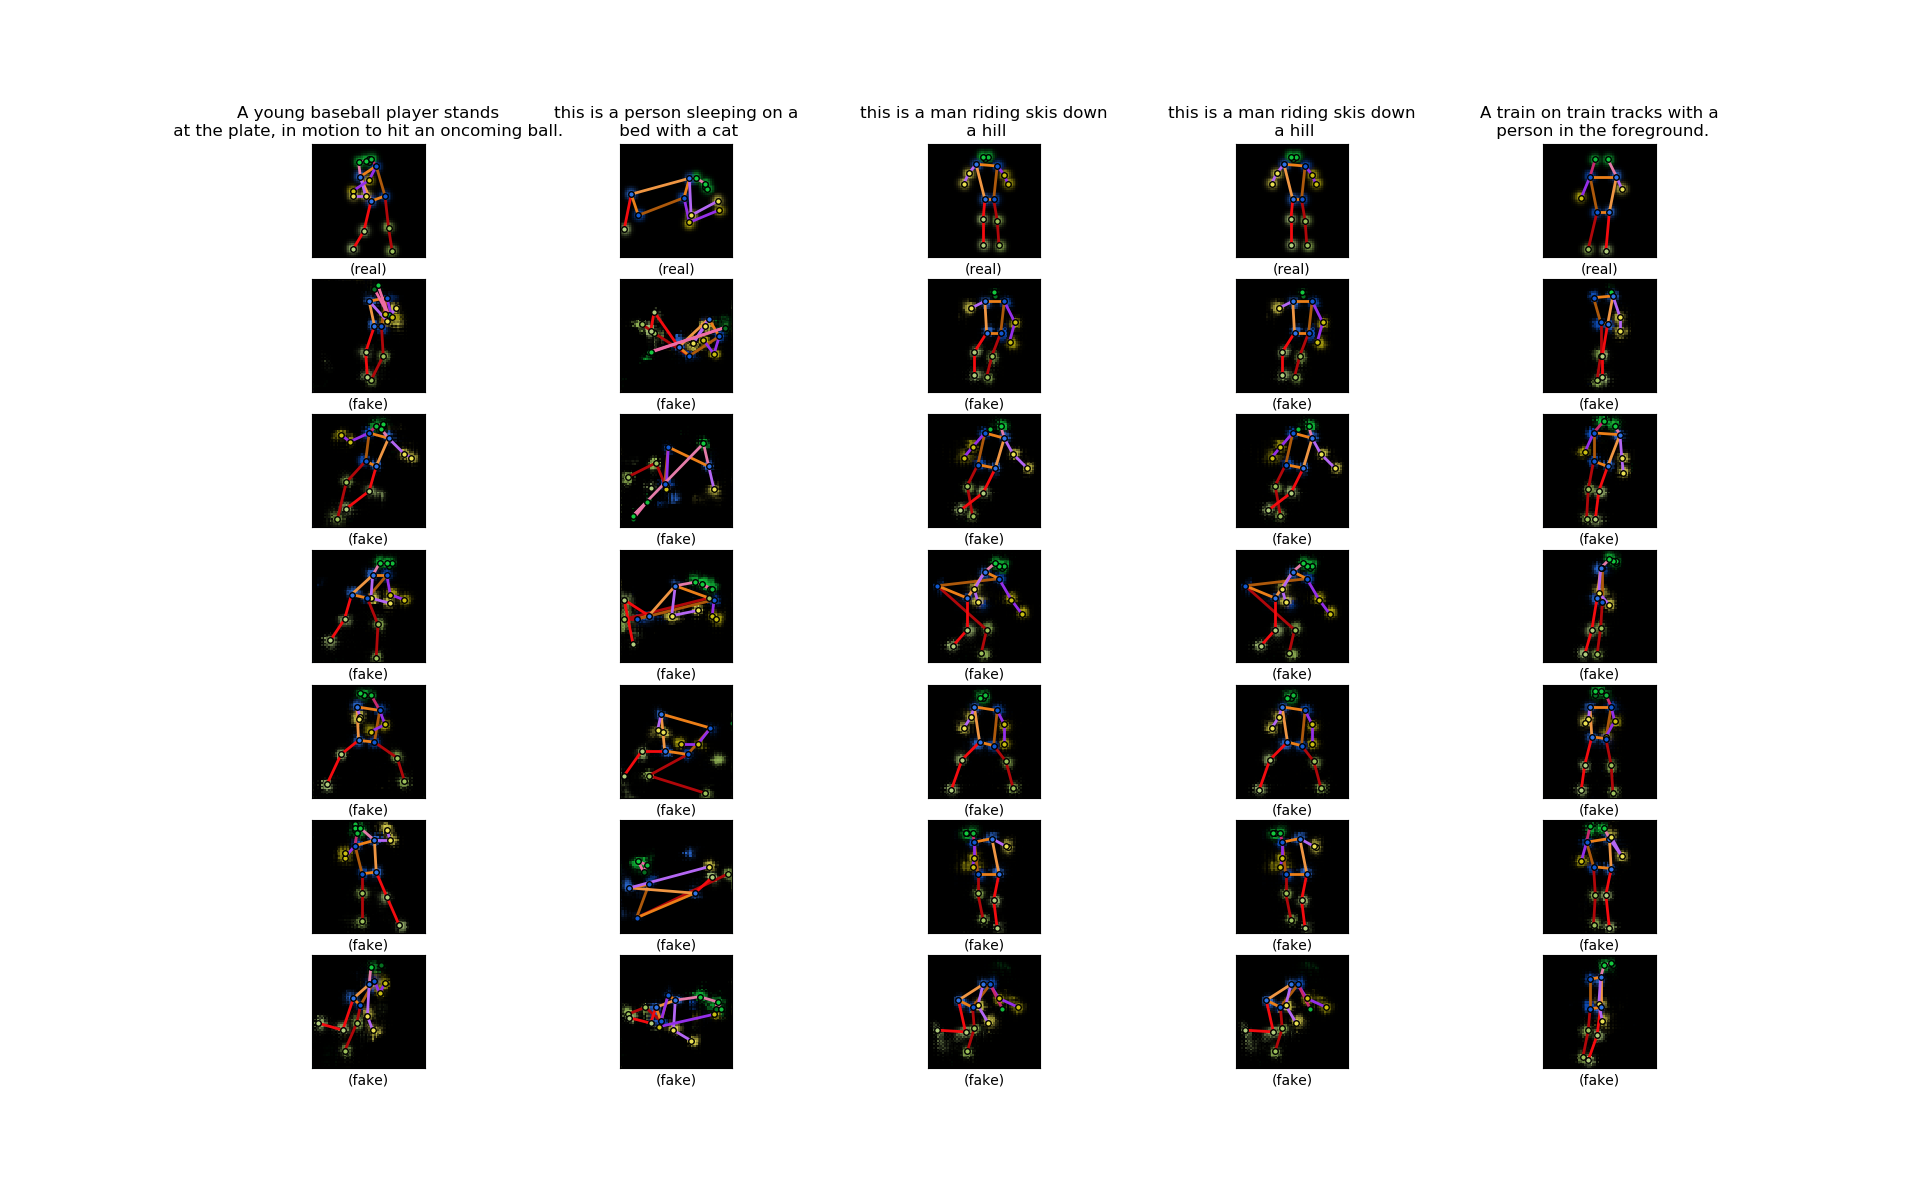 A young baseball player stands
at the plate, in motion to hit an oncoming ball.
this is a person sleeping on a
bed with a cat
this is a man riding skis down
a hill
this is a man riding skis down
a hill
A train on train tracks with a
person in the foreground.
(real) (real) (real) (real) (real)
(fake) (fake) (fake) (fake) (fake)
(fake) (fake) (fake) (fake) (fake)
(fake) (fake) (fake) (fake) (fake)
(fake) (fake) (fake) (fake) (fake)
(fake) (fake) (fake) (fake) (fake)
(fake) (fake) (fake) (fake) (fake)